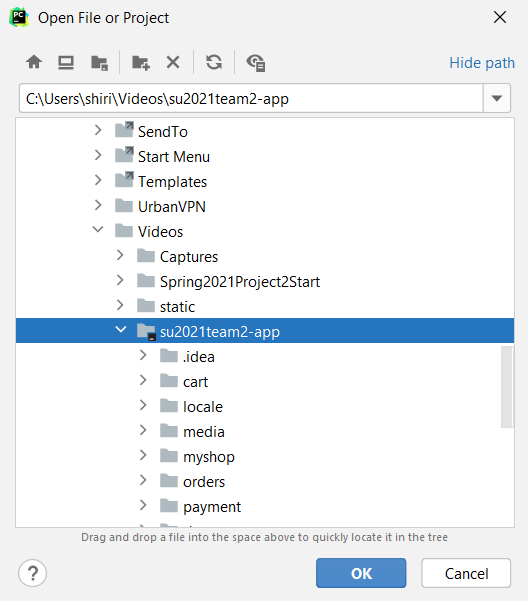 PC Open File or Project
Hide path
C:\Users\shiri\Videos\su2021team2-app
SendTo
Start Menu
Templates
UrbanVPN
Videos
Captures
Spring2021Project2Start
static
su2021team2-app
.idea
cart
locale
media
myshop
orders
payment
Drag and drop a file into the space above to quickly locate it in the tree
? OK Cancel